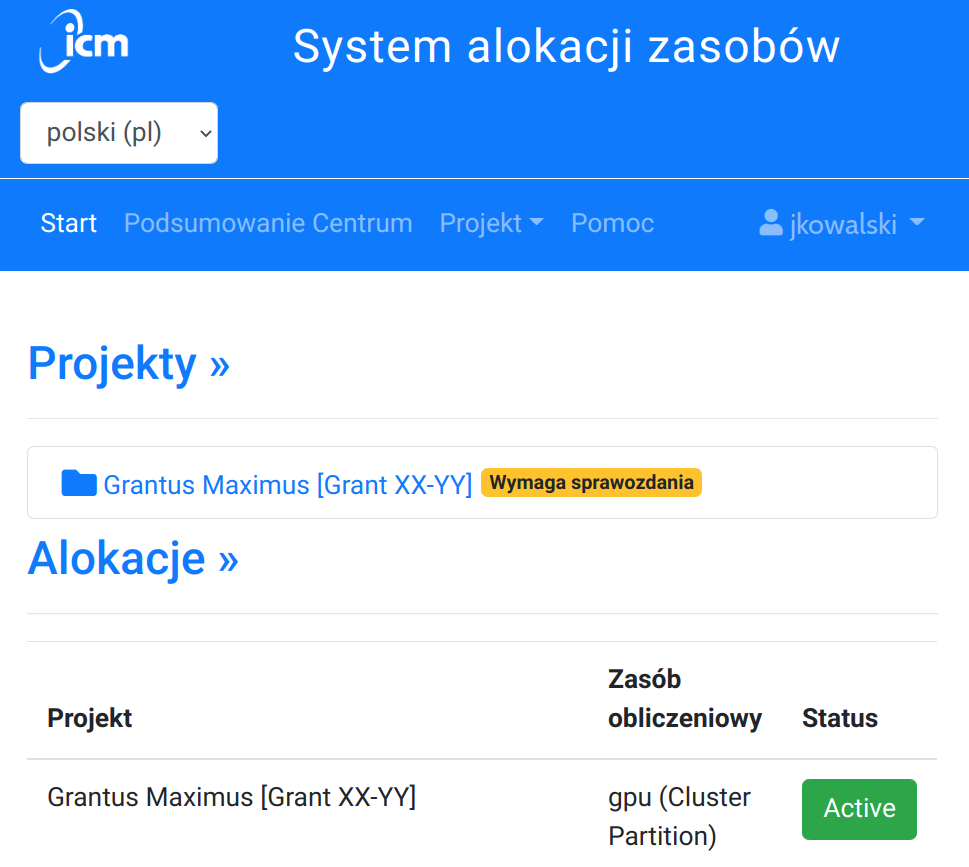 icm
System alokacji zasobów
polski (pl)
Start Podsumowanie Centrum Projekt Pomoc jkowalski
Projekty »
Grantus Maximus [Grant XX-YY] Wymaga sprawozdania
Alokacje »
Projekt Zasób obliczeniowy Status
Grantus Maximus [Grant XX-YY] gpu (Cluster Partition) Active